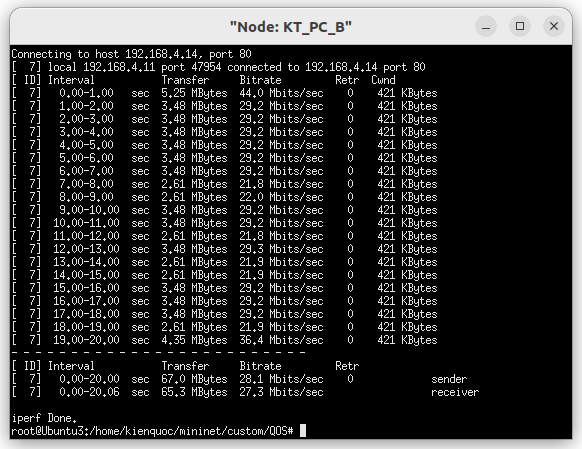 "Node: KT_PC_B"
Connecting to host 192.168.4.14, port 80
[  7] local 192.168.4.11 port 47954 connected to 192.168.4.14 port 80
[ ID] Interval           Transfer     Bitrate         Retr  Cwnd
[  7]   0.00-1.00   sec  5.25 MBytes  44.0 Mbits/sec    0    421 KBytes
[  7]   1.00-2.00   sec  3.48 MBytes  29.2 Mbits/sec    0    421 KBytes
[  7]   2.00-3.00   sec  3.48 MBytes  29.2 Mbits/sec    0    421 KBytes
[  7]   3.00-4.00   sec  3.48 MBytes  29.2 Mbits/sec    0    421 KBytes
[  7]   4.00-5.00   sec  3.48 MBytes  29.2 Mbits/sec    0    421 KBytes
[  7]   5.00-6.00   sec  3.48 MBytes  29.2 Mbits/sec    0    421 KBytes
[  7]   6.00-7.00   sec  3.48 MBytes  29.2 Mbits/sec    0    421 KBytes
[  7]   7.00-8.00   sec  2.61 MBytes  21.8 Mbits/sec    0    421 KBytes
[  7]   8.00-9.00   sec  2.61 MBytes  22.0 Mbits/sec    0    421 KBytes
[  7]   9.00-10.00  sec  3.48 MBytes  29.2 Mbits/sec    0    421 KBytes
[  7]  10.00-11.00  sec  3.48 MBytes  29.2 Mbits/sec    0    421 KBytes
[  7]  11.00-12.00  sec  2.61 MBytes  21.8 Mbits/sec    0    421 KBytes
[  7]  12.00-13.00  sec  3.48 MBytes  29.3 Mbits/sec    0    421 KBytes
[  7]  13.00-14.00  sec  2.61 MBytes  21.9 Mbits/sec    0    421 KBytes
[  7]  14.00-15.00  sec  2.61 MBytes  21.9 Mbits/sec    0    421 KBytes
[  7]  15.00-16.00  sec  3.48 MBytes  29.2 Mbits/sec    0    421 KBytes
[  7]  16.00-17.00  sec  3.48 MBytes  29.2 Mbits/sec    0    421 KBytes
[  7]  17.00-18.00  sec  3.48 MBytes  29.2 Mbits/sec    0    421 KBytes
[  7]  18.00-19.00  sec  2.61 MBytes  21.9 Mbits/sec    0    421 KBytes
[  7]  19.00-20.00  sec  4.35 MBytes  36.4 Mbits/sec    0    421 KBytes
- - - - - - - - - - - - - - - - - - - - - - - - -
[ ID] Interval           Transfer     Bitrate         Retr
[  7]   0.00-20.00  sec  67.0 MBytes  28.1 Mbits/sec    0             sender
[  7]   0.00-20.06  sec  65.3 MBytes  27.3 Mbits/sec                  receiver
iperf Done.
root@Ubuntu3:/home/kienquoc/mininet/custom/QOS#